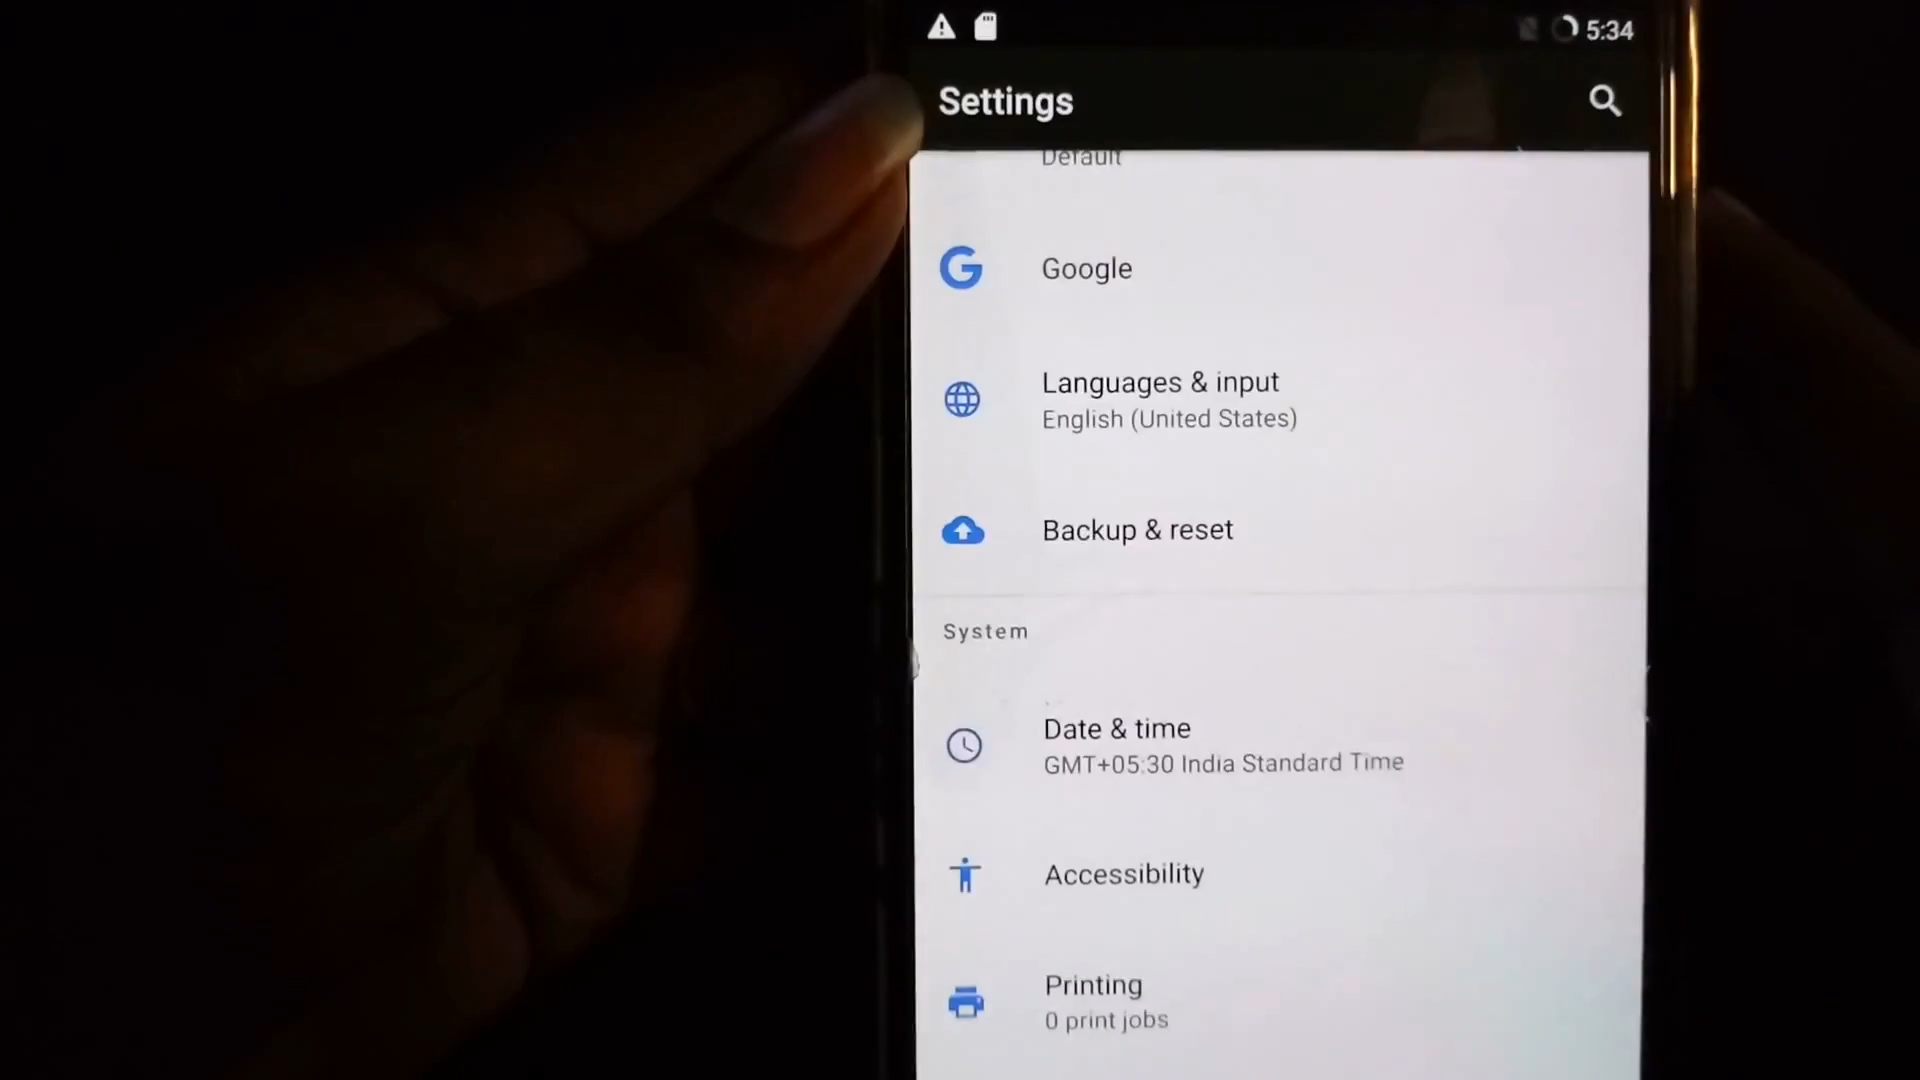 5:34
Settings
Default
Google
Languages & input
English (United States)
Backup & reset
System
Date & time
GMT+05:30 India Standard Time
Accessibility
Printing
0 print jobs